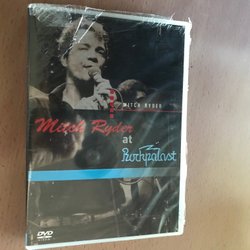 MITCH RYDER
Mitch Ryder
at
Rockpalast
DVD